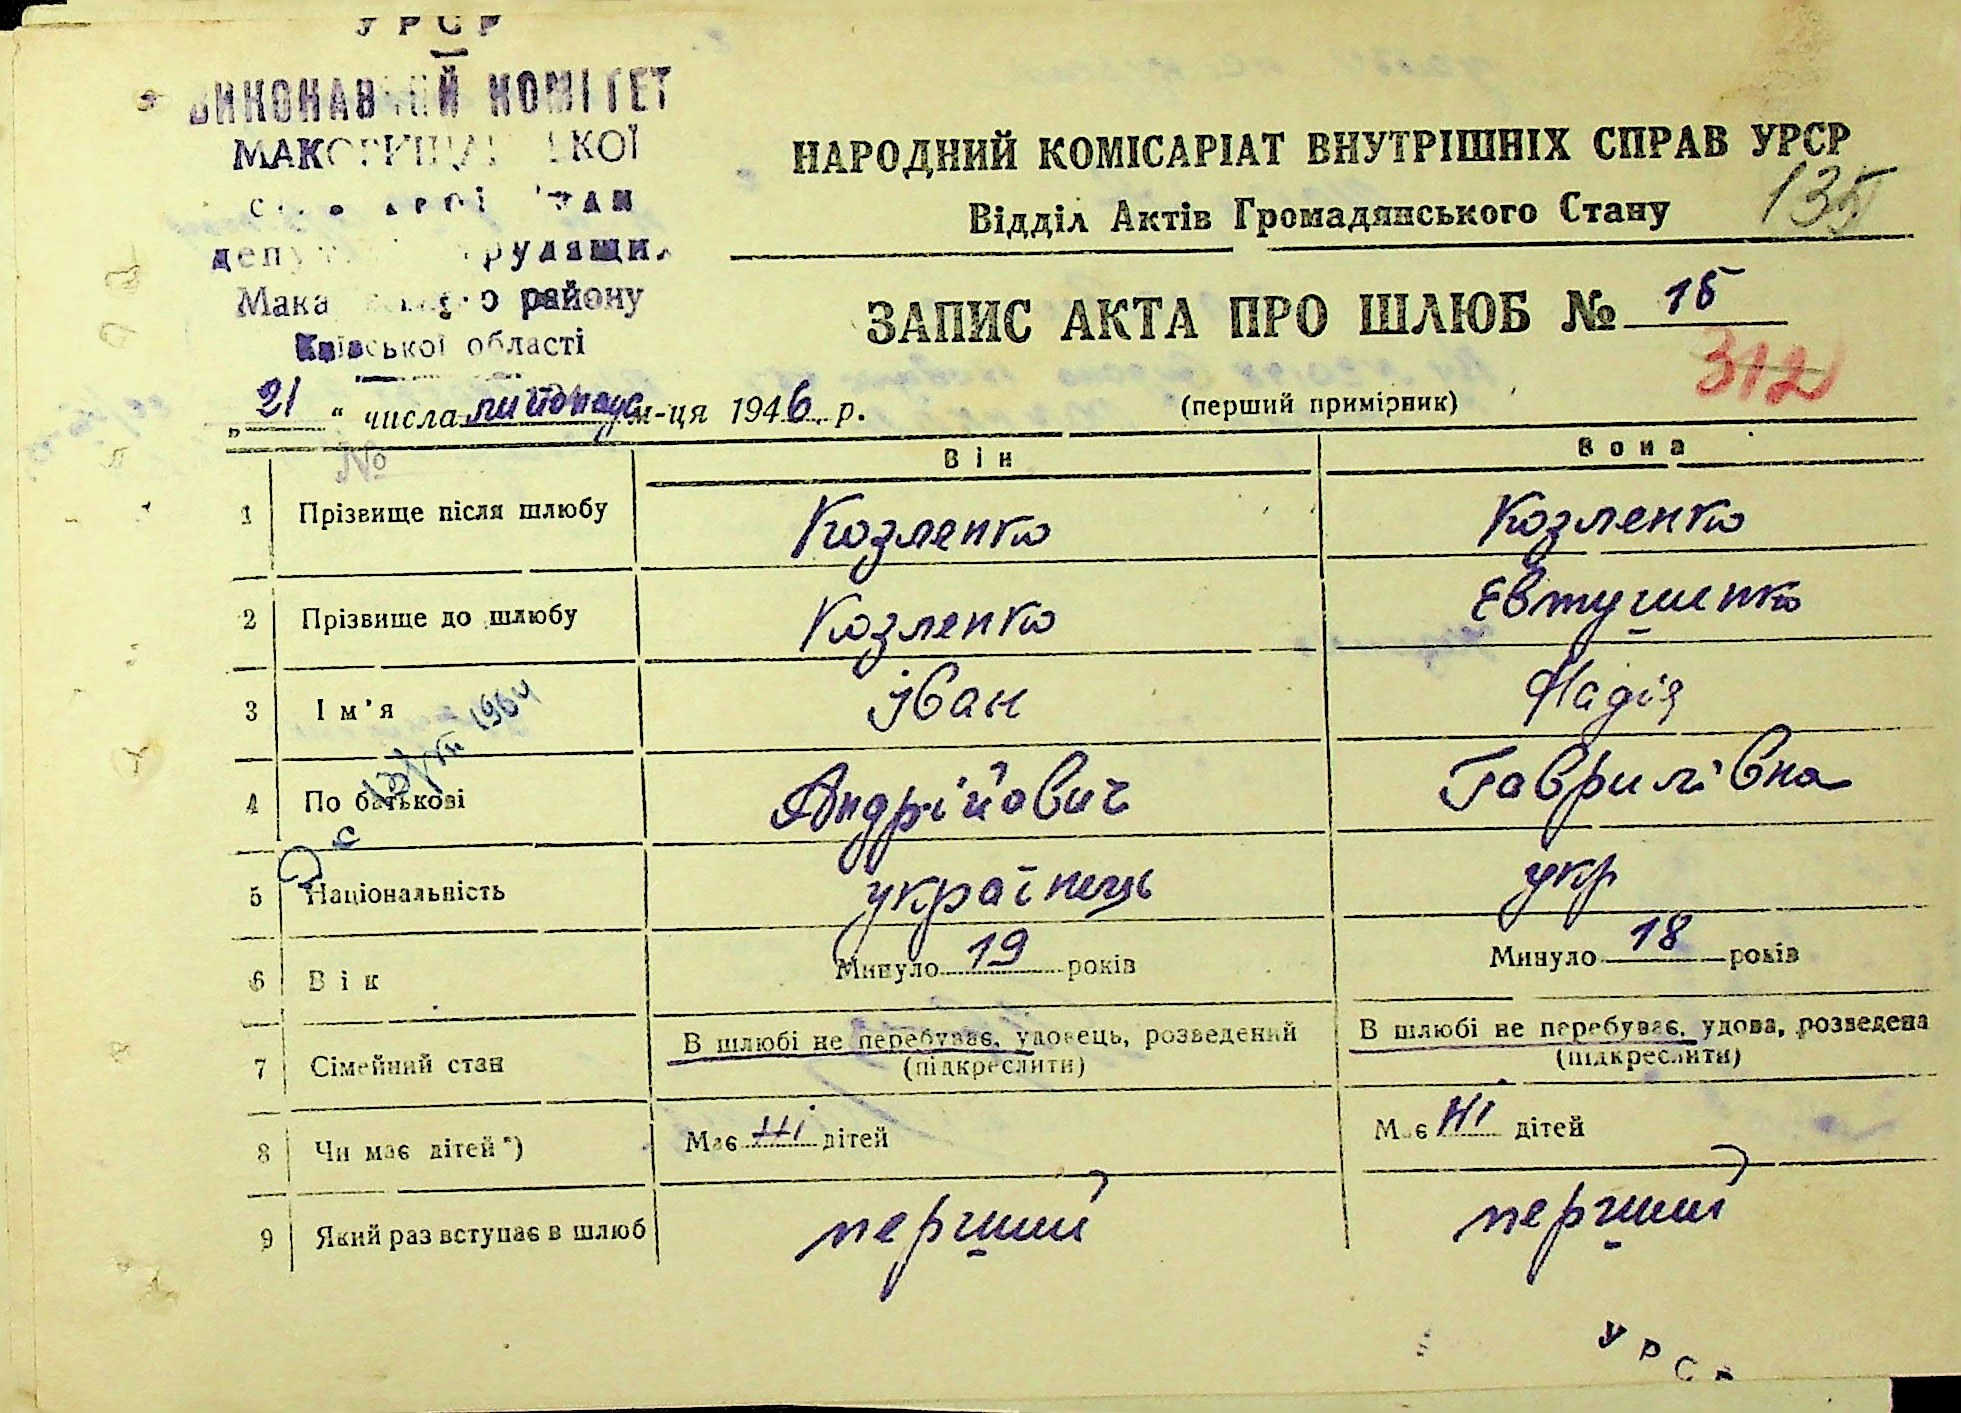 УРСР
ВИКОНАВЧИЙ КОМІТЕТ
району
Київської області
НАРОДНИЙ КОМІСАРІАТ ВНУТРІШНІХ СПРАВ УРСР
Відділ Актів Громадянського Стану
135
ЗАПИС АКТА ПРО ШЛЮБ № 15
312
„21“ числа листопада м-ця 1946 р.
(перший примірник)
№
Він Вона
1 Прізвище після шлюбу Козленко Козленко
2 Прізвище до шлюбу Козленко Євтушенко
3 Ім'я Іван Надія
1904
4 По батькові Андрійович Гаврилівна
5 Національність українець укр
6 Вік Минуло 19 років Минуло 18 років
7 Сімейний стан В шлюбі не перебуває, удовець, розведений В шлюбі не перебуває, удова, розведена
(підкреслити) (підкреслити)
8 Чи має дітей*) Має ні дітей Має ні дітей
9 Який раз вступає в шлюб перший перший
УРСР